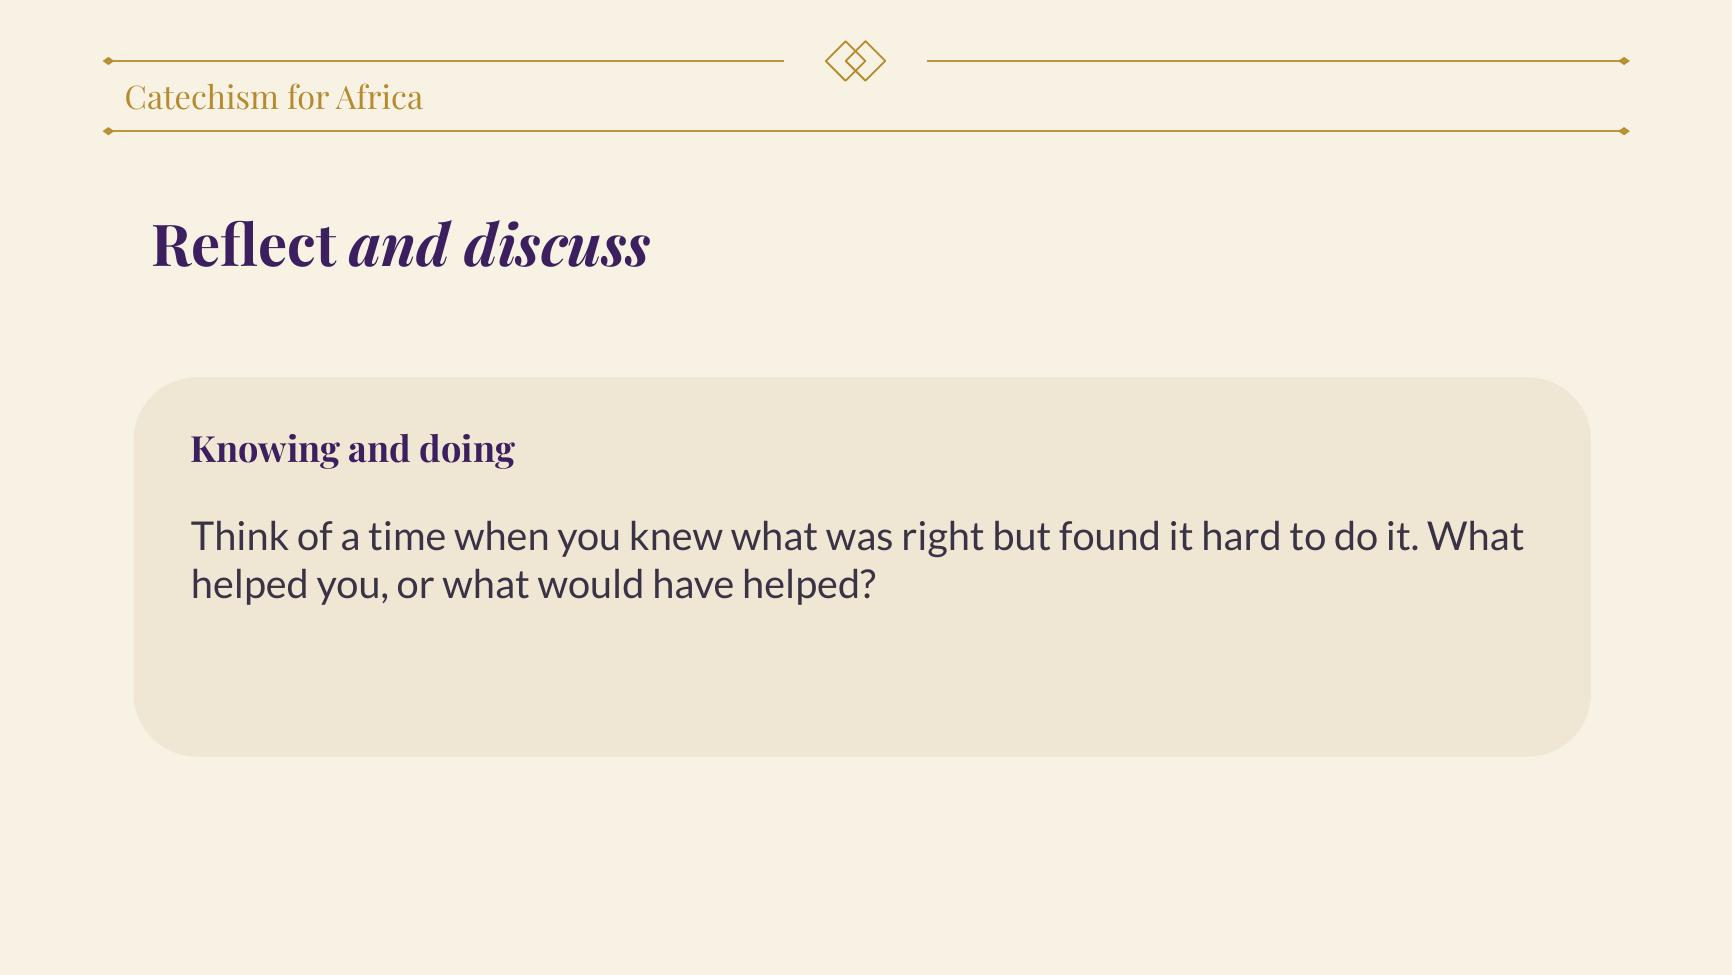 Catechism for Africa
Reflect and discuss
Knowing and doing
Think of a time when you knew what was right but found it hard to do it. What
helped you, or what would have helped?